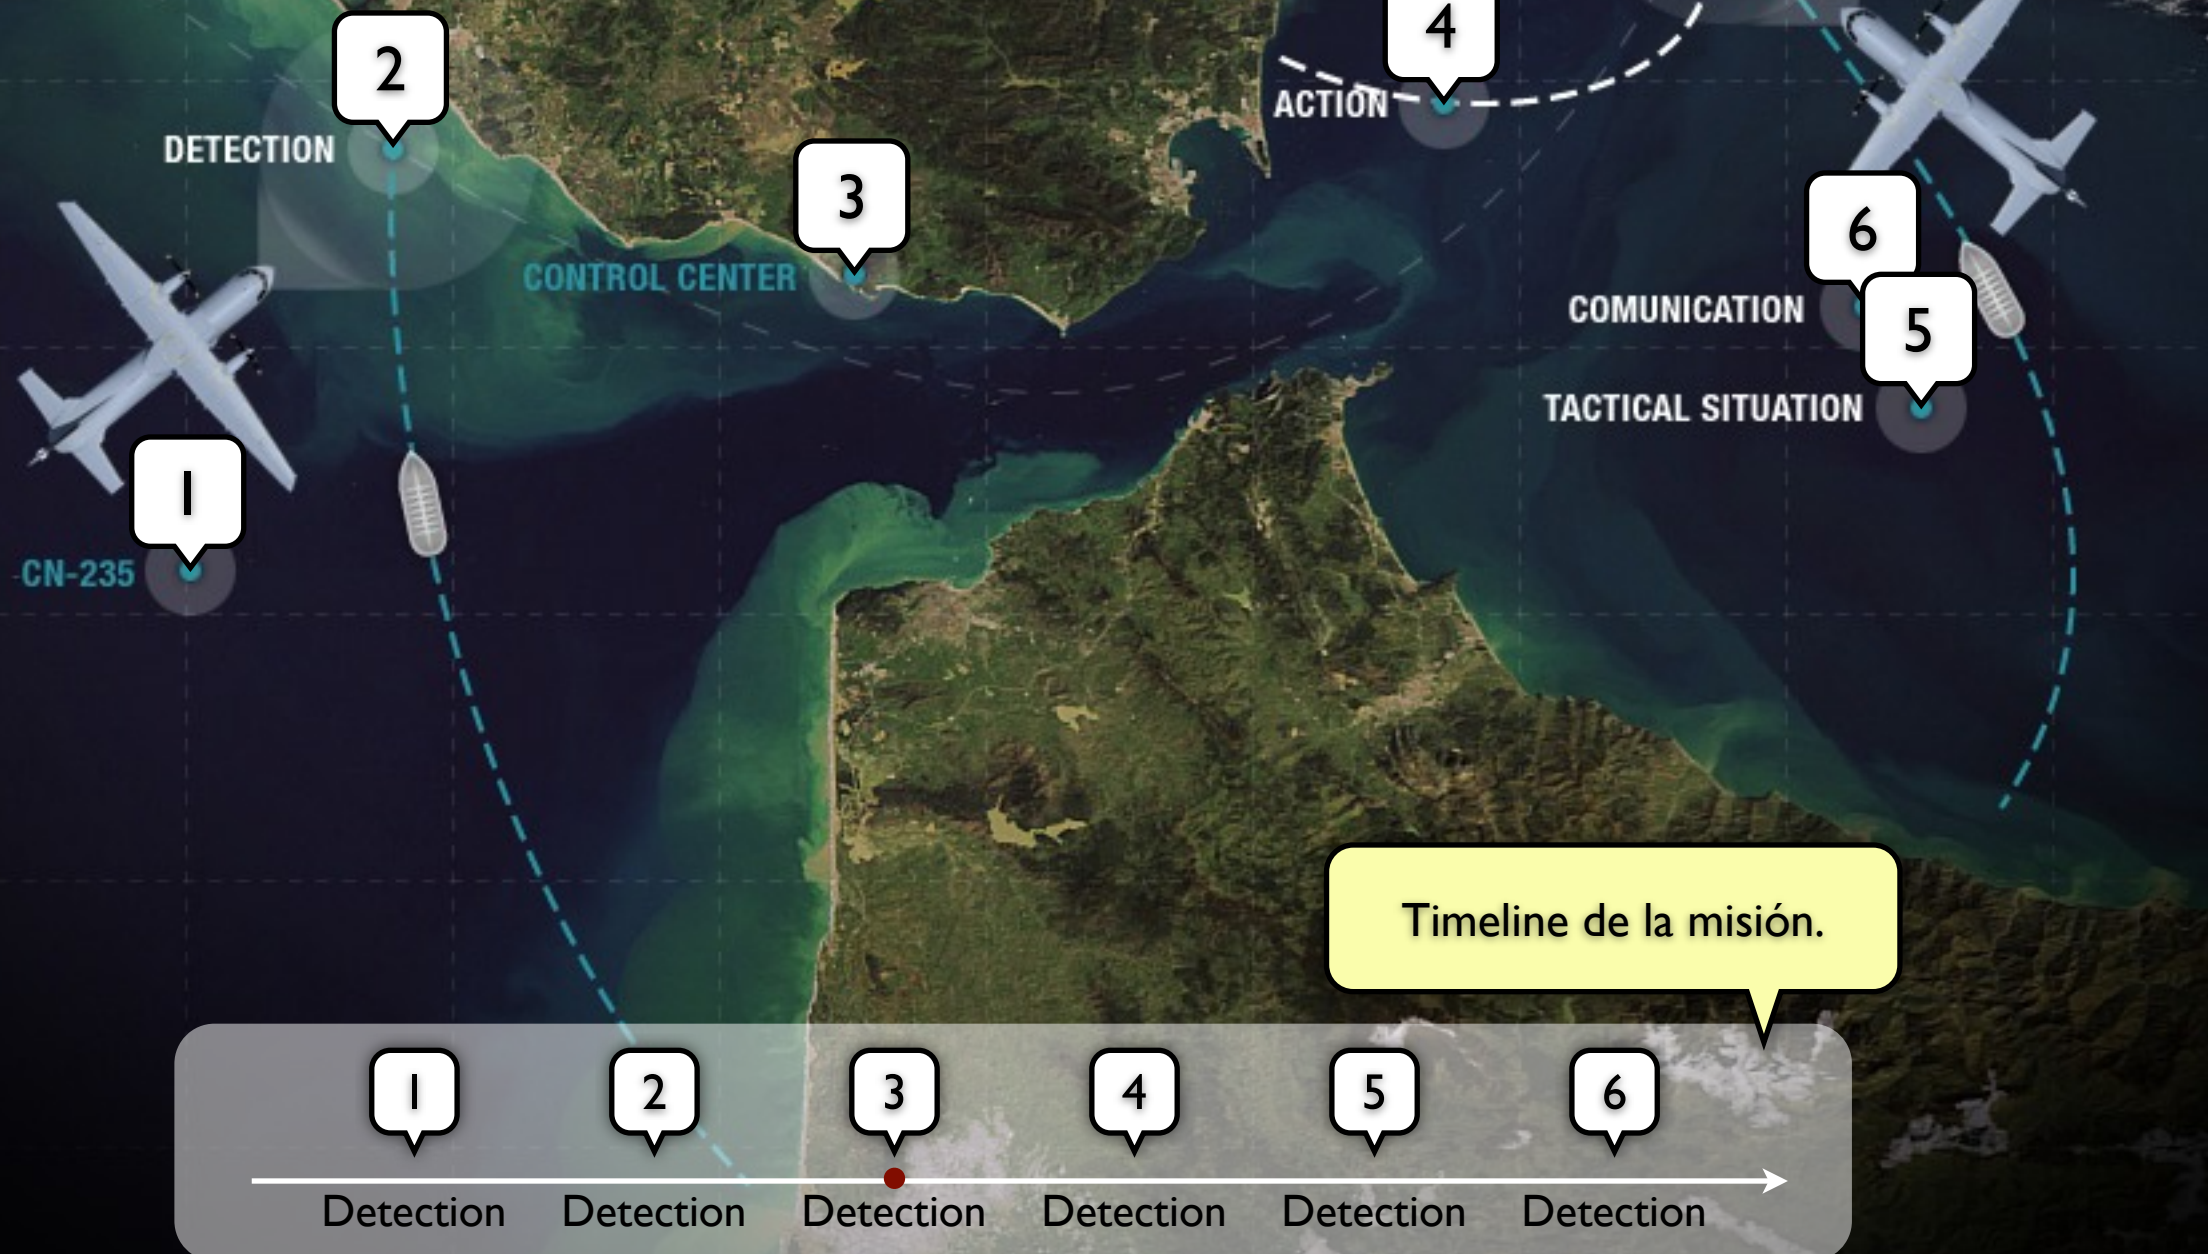 4
2
ACTION
DETECTION
3
6
CONTROL CENTER
COMUNICATION
5
TACTICAL SITUATION
1
CN-235
Timeline de la misión.
1 2 3 4 5 6
Detection Detection Detection Detection Detection Detection